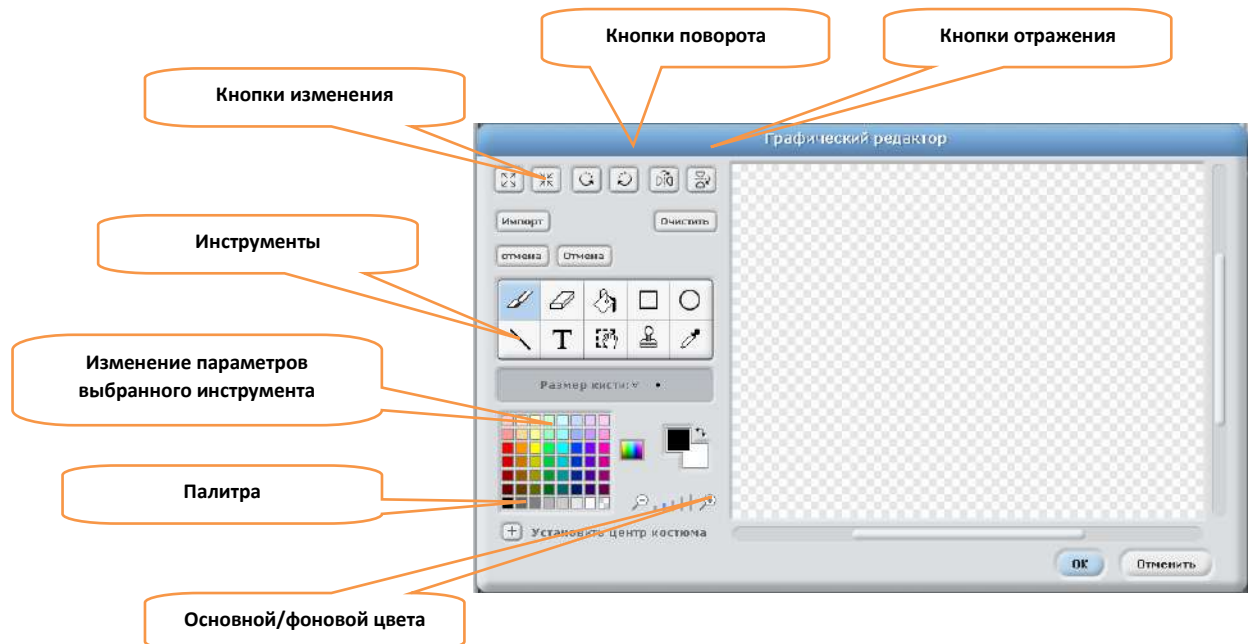 Кнопки поворота
Кнопки отражения
Кнопки изменения
Графический редактор
Импорт
Очистить
Инструменты
отмена
Отмена
T
Изменение параметров
выбранного инструмента
Размер кисти:
Палитра
Установить центр костюма
OK
Отменить
Основной/фоновой цвета